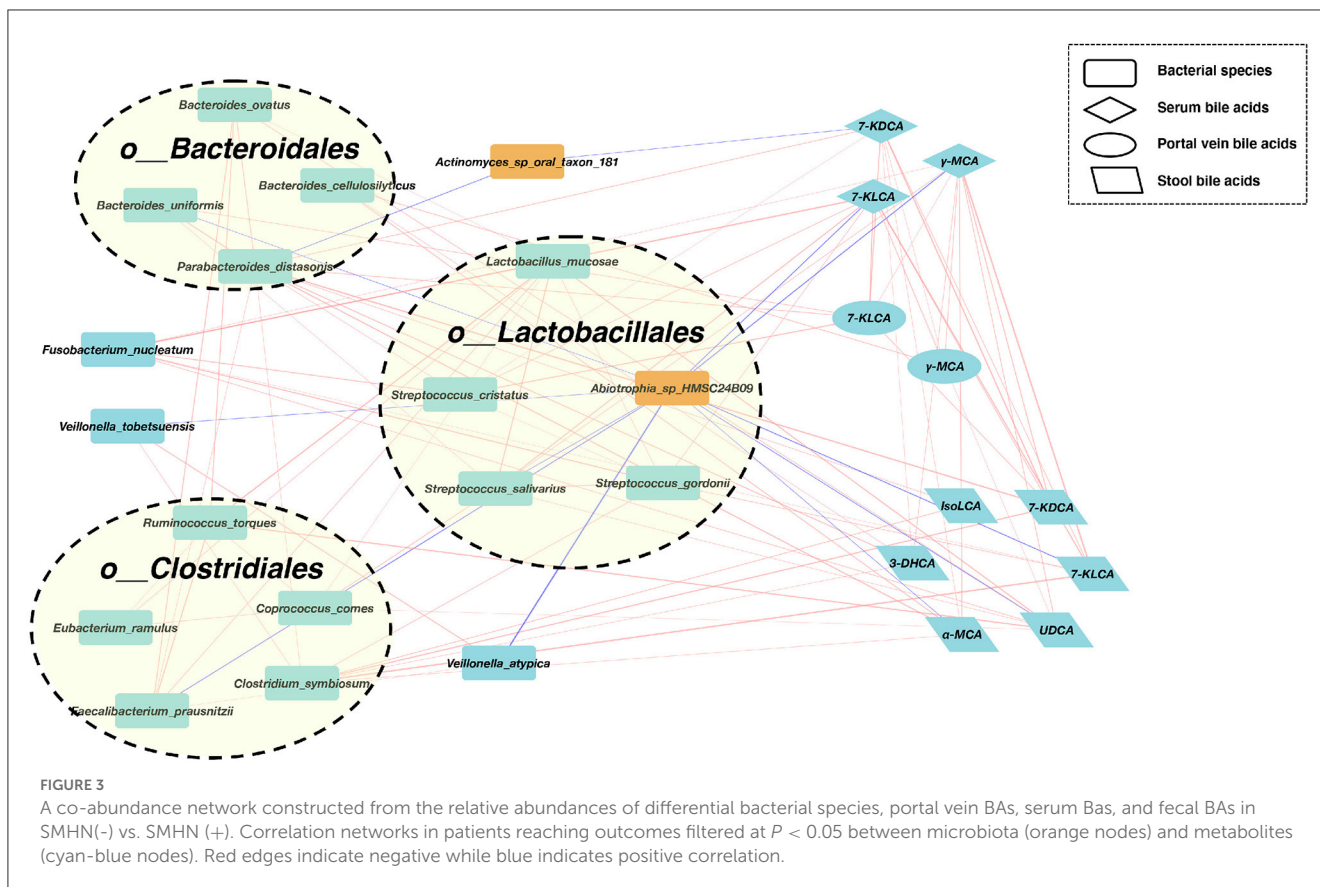 Bacterial species
Serum bile acids
Portal vein bile acids
Stool bile acids
Bacteroides_ovatus
o__Bacteroidales
Bacteroides_cellulosilyticus
Bacteroides_uniformis
Parabacteroides_distasonis
Actinomyces_sp_oral_taxon_181
7-KDCA
γ-MCA
7-KLCA
Lactobacillus_mucosae
o__Lactobacillales
Fusobacterium_nucleatum
7-KLCA
γ-MCA
Streptococcus_cristatus
Abiotrophia_sp_HMSC24B09
Veillonella_tobetsuensis
Streptococcus_salivarius
Streptococcus_gordonii
IsoLCA
7-KDCA
Ruminococcus_torques
o__Clostridiales
3-DHCA
7-KLCA
Coprococcus_comes
Eubacterium_ramulus
α-MCA
UDCA
Veillonella_atypica
Clostridium_symbiosum
Faecalibacterium_prausnitzii
FIGURE 3
A co-abundance network constructed from the relative abundances of differential bacterial species, portal vein BAs, serum Bas, and fecal BAs in
SMHN(-) vs. SMHN (+). Correlation networks in patients reaching outcomes filtered at P < 0.05 between microbiota (orange nodes) and metabolites
(cyan-blue nodes). Red edges indicate negative while blue indicates positive correlation.